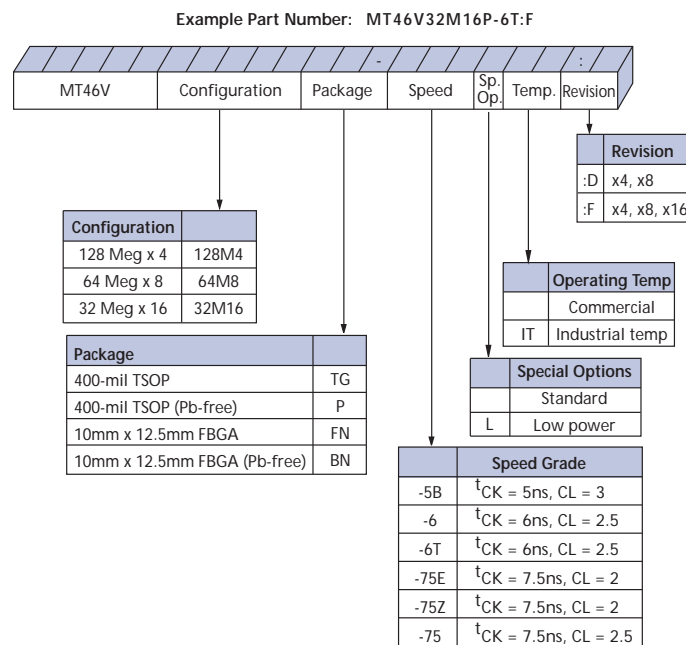 Example Part Number: MT46V32M16P-6T:F
- :
MT46V Configuration Package Speed Sp. Op. Temp. Revision
Revision
:D x4, x8
:F x4, x8, x16
Configuration
128 Meg x 4 128M4
64 Meg x 8 64M8
32 Meg x 16 32M16
Operating Temp
Commercial
IT Industrial temp
Package
400-mil TSOP TG
400-mil TSOP (Pb-free) P
10mm x 12.5mm FBGA FN
10mm x 12.5mm FBGA (Pb-free) BN
Special Options
Standard
L Low power
Speed Grade
-5B tCK = 5ns, CL = 3
-6 tCK = 6ns, CL = 2.5
-6T tCK = 6ns, CL = 2.5
-75E tCK = 7.5ns, CL = 2
-75Z tCK = 7.5ns, CL = 2
-75 tCK = 7.5ns, CL = 2.5